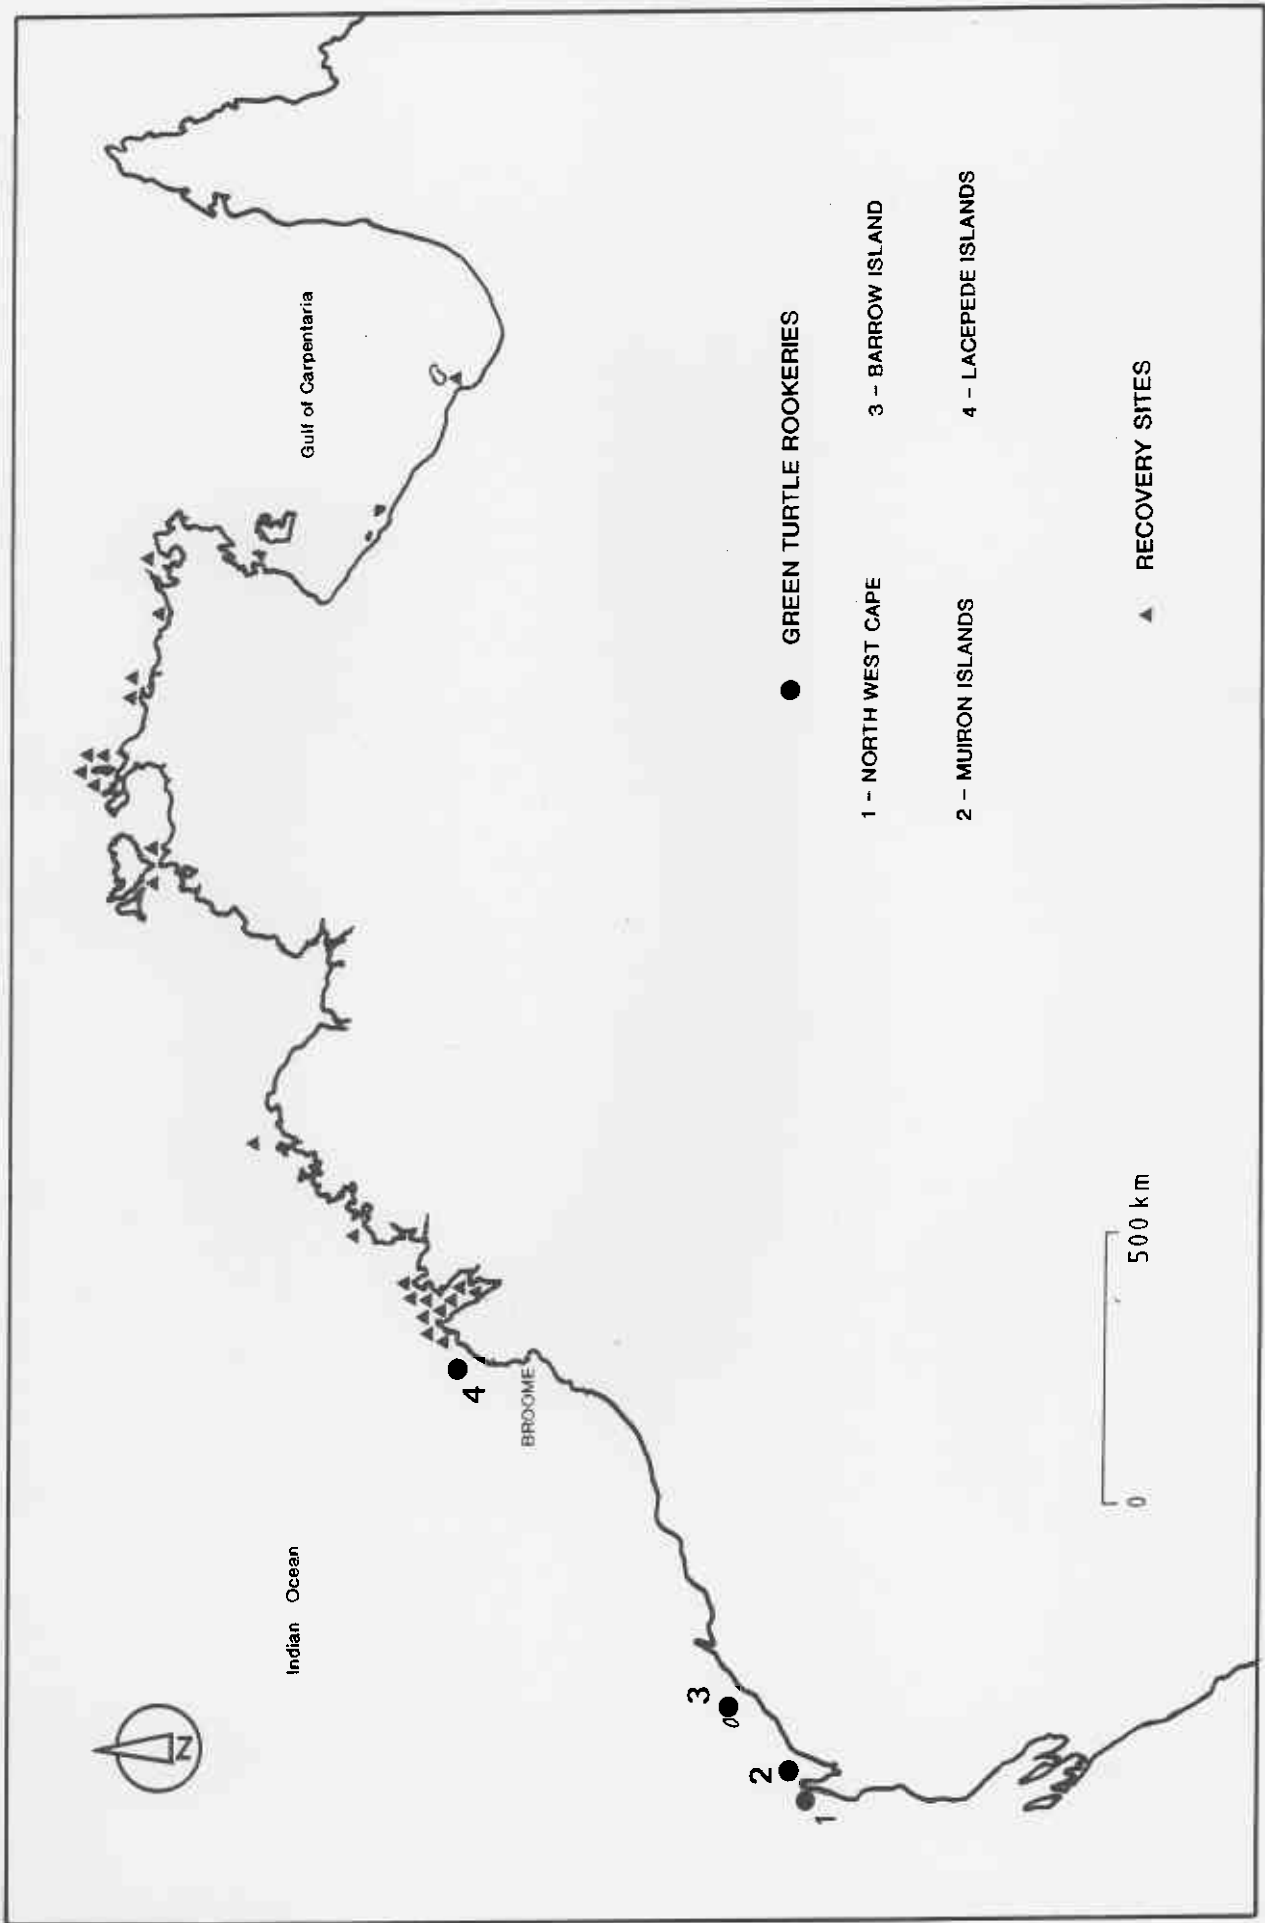 N
Indian Ocean
Gulf of Carpentaria
4
BROOME
3
2
1
● GREEN TURTLE ROOKERIES
1 – NORTH WEST CAPE
3 – BARROW ISLAND
2 – MUIRON ISLANDS
4 – LACEPEDE ISLANDS
▲ RECOVERY SITES
0
500 km